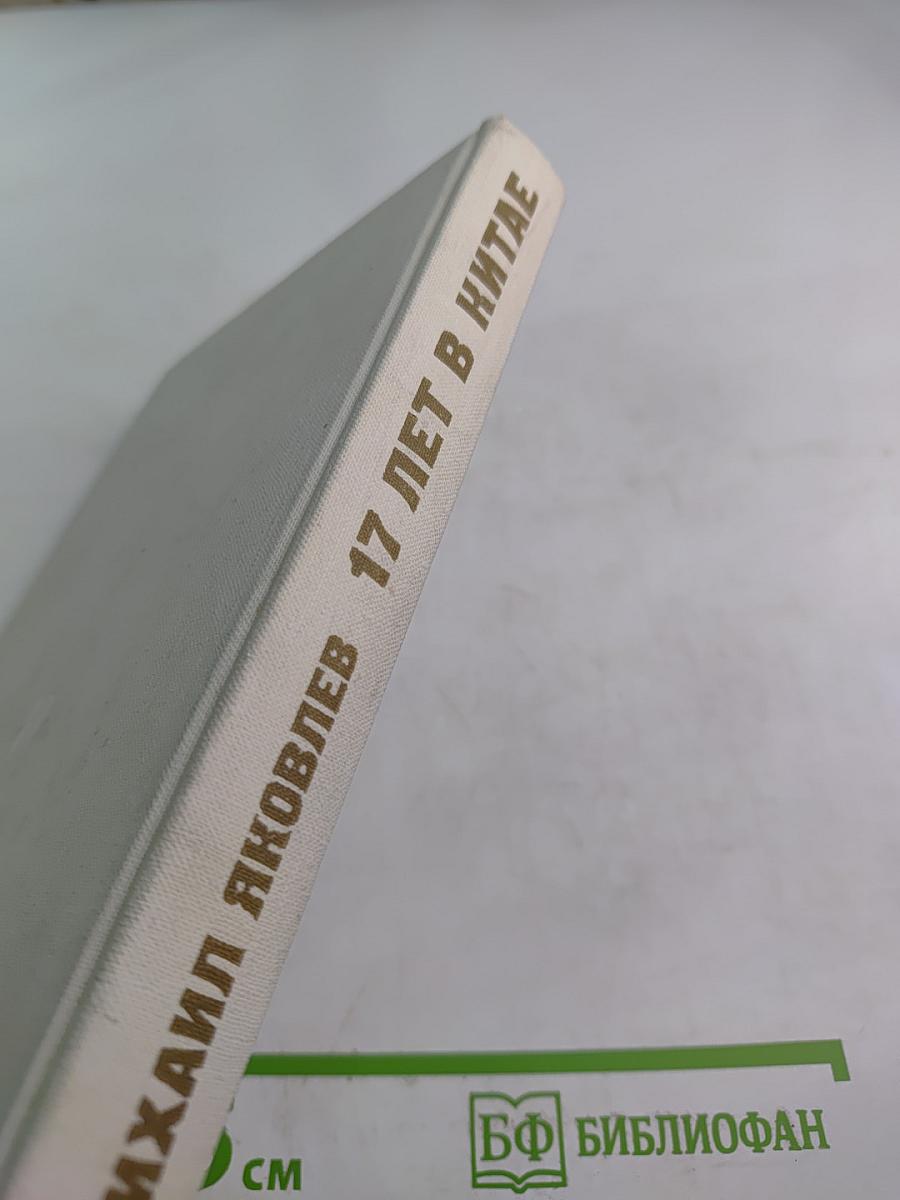 ИХАИЛ ЯКОВЛЕВ 17 ЛЕТ В КИТАЕ
см
БФ БИБЛИОФАН